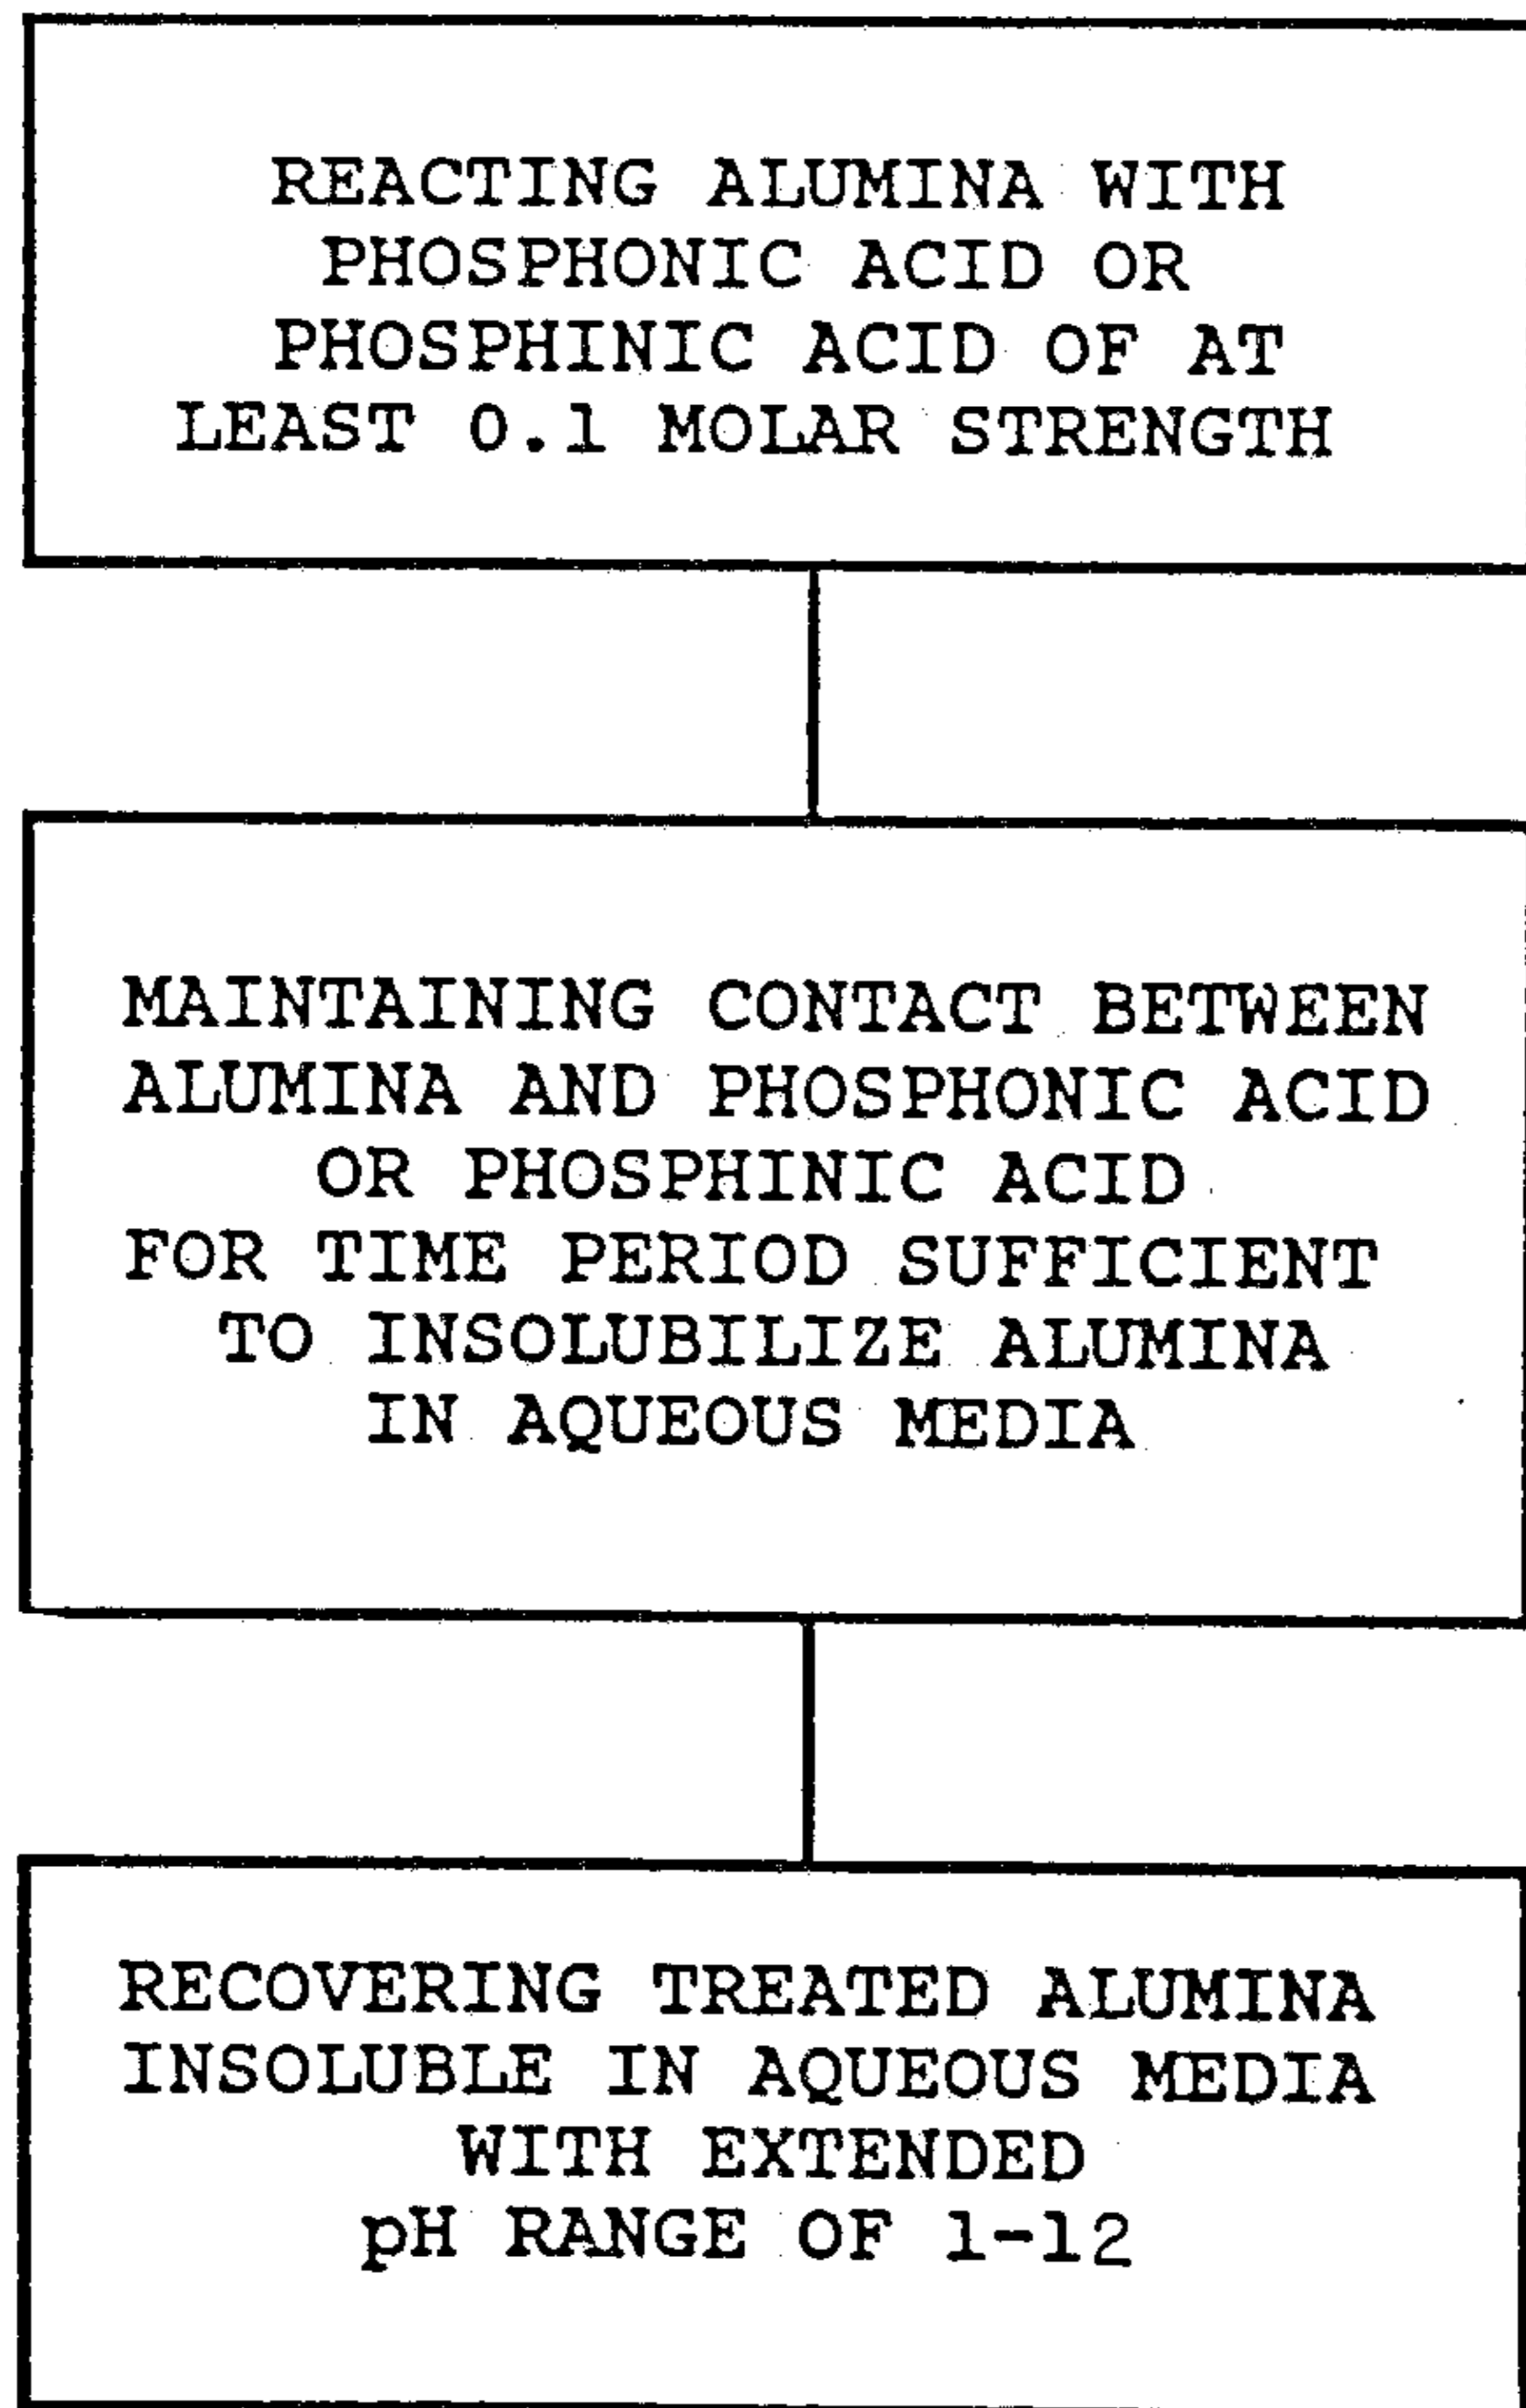 REACTING ALUMINA WITH
PHOSPHONIC ACID OR
PHOSPHINIC ACID OF AT
LEAST 0.1 MOLAR STRENGTH
MAINTAINING CONTACT BETWEEN
ALUMINA AND PHOSPHONIC ACID
OR PHOSPHINIC ACID
FOR TIME PERIOD SUFFICIENT
TO INSOLUBILIZE ALUMINA
IN AQUEOUS MEDIA
RECOVERING TREATED ALUMINA
INSOLUBLE IN AQUEOUS MEDIA
WITH EXTENDED
pH RANGE OF 1-12